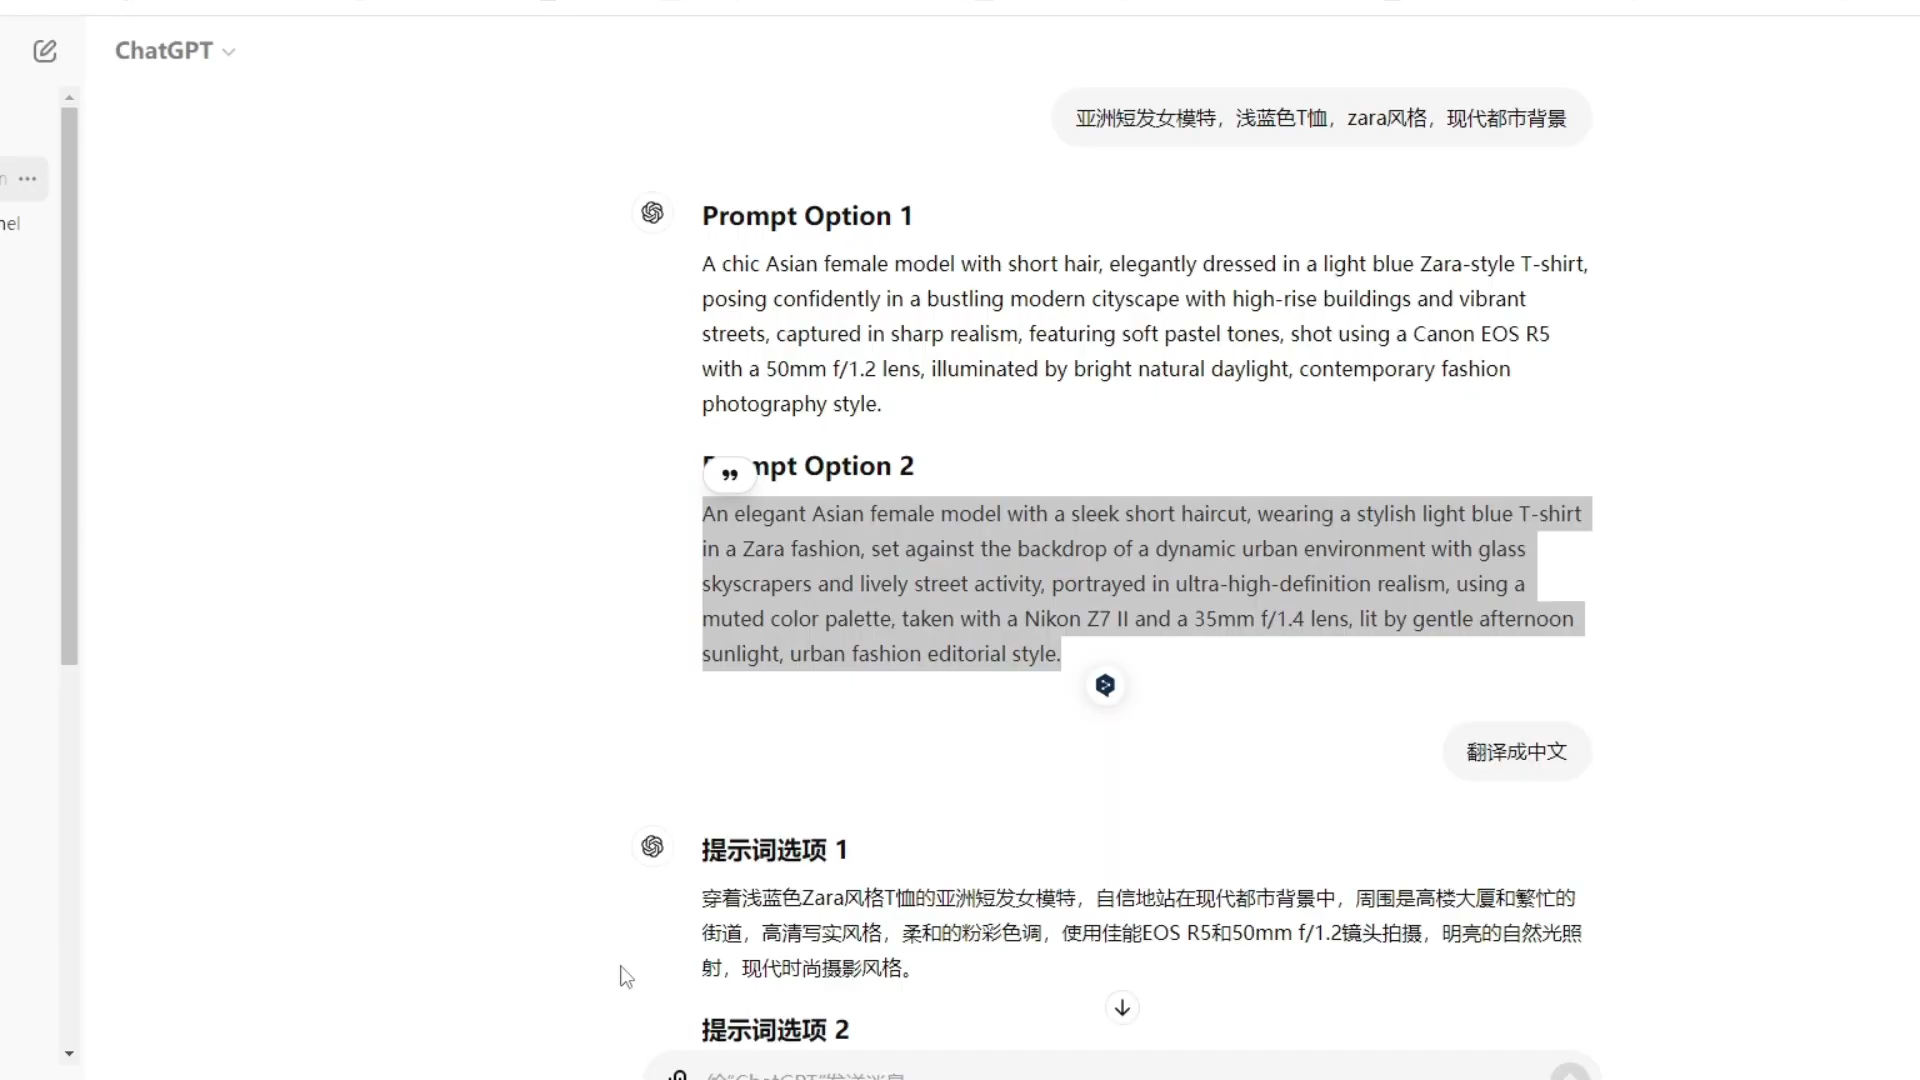 ChatGPT
亚洲短发女模特，浅蓝色T恤，zara风格，现代都市背景
nel
Prompt Option 1
A chic Asian female model with short hair, elegantly dressed in a light blue Zara-style T-shirt,
posing confidently in a bustling modern cityscape with high-rise buildings and vibrant
streets, captured in sharp realism, featuring soft pastel tones, shot using a Canon EOS R5
with a 50mm f/1.2 lens, illuminated by bright natural daylight, contemporary fashion
photography style.
mpt Option 2
An elegant Asian female model with a sleek short haircut, wearing a stylish light blue T-shirt
in a Zara fashion, set against the backdrop of a dynamic urban environment with glass
skyscrapers and lively street activity, portrayed in ultra-high-definition realism, using a
muted color palette, taken with a Nikon Z7 II and a 35mm f/1.4 lens, lit by gentle afternoon
sunlight, urban fashion editorial style.
翻译成中文
提示词选项 1
穿着浅蓝色Zara风格T恤的亚洲短发女模特，自信地站在现代都市背景中，周围是高楼大厦和繁忙的
街道，高清写实风格，柔和的粉彩色调，使用佳能EOS R5和50mm f/1.2镜头拍摄，明亮的自然光照
射，现代时尚摄影风格。
提示词选项 2
给“ChatGPT”发送消息